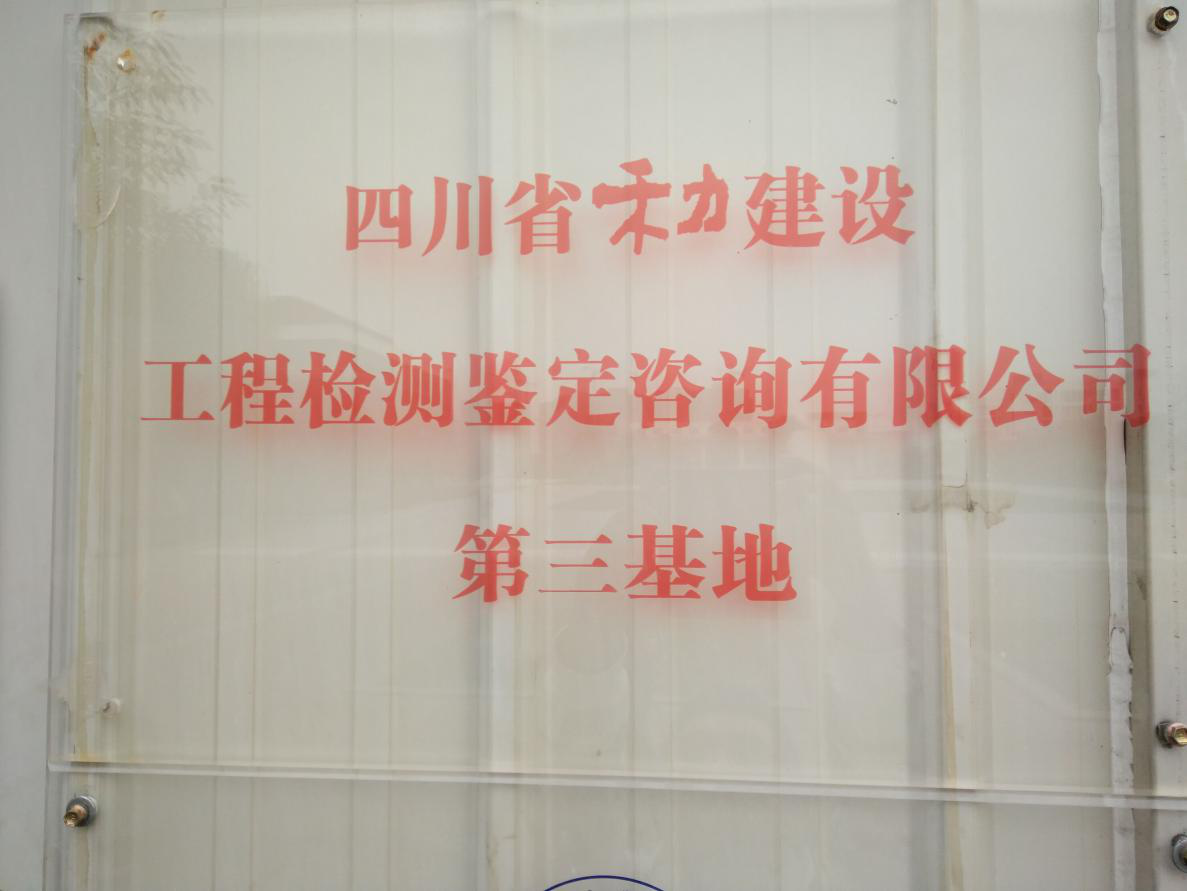 四川省禾力建设
工程检测鉴定咨询有限公司
第三基地